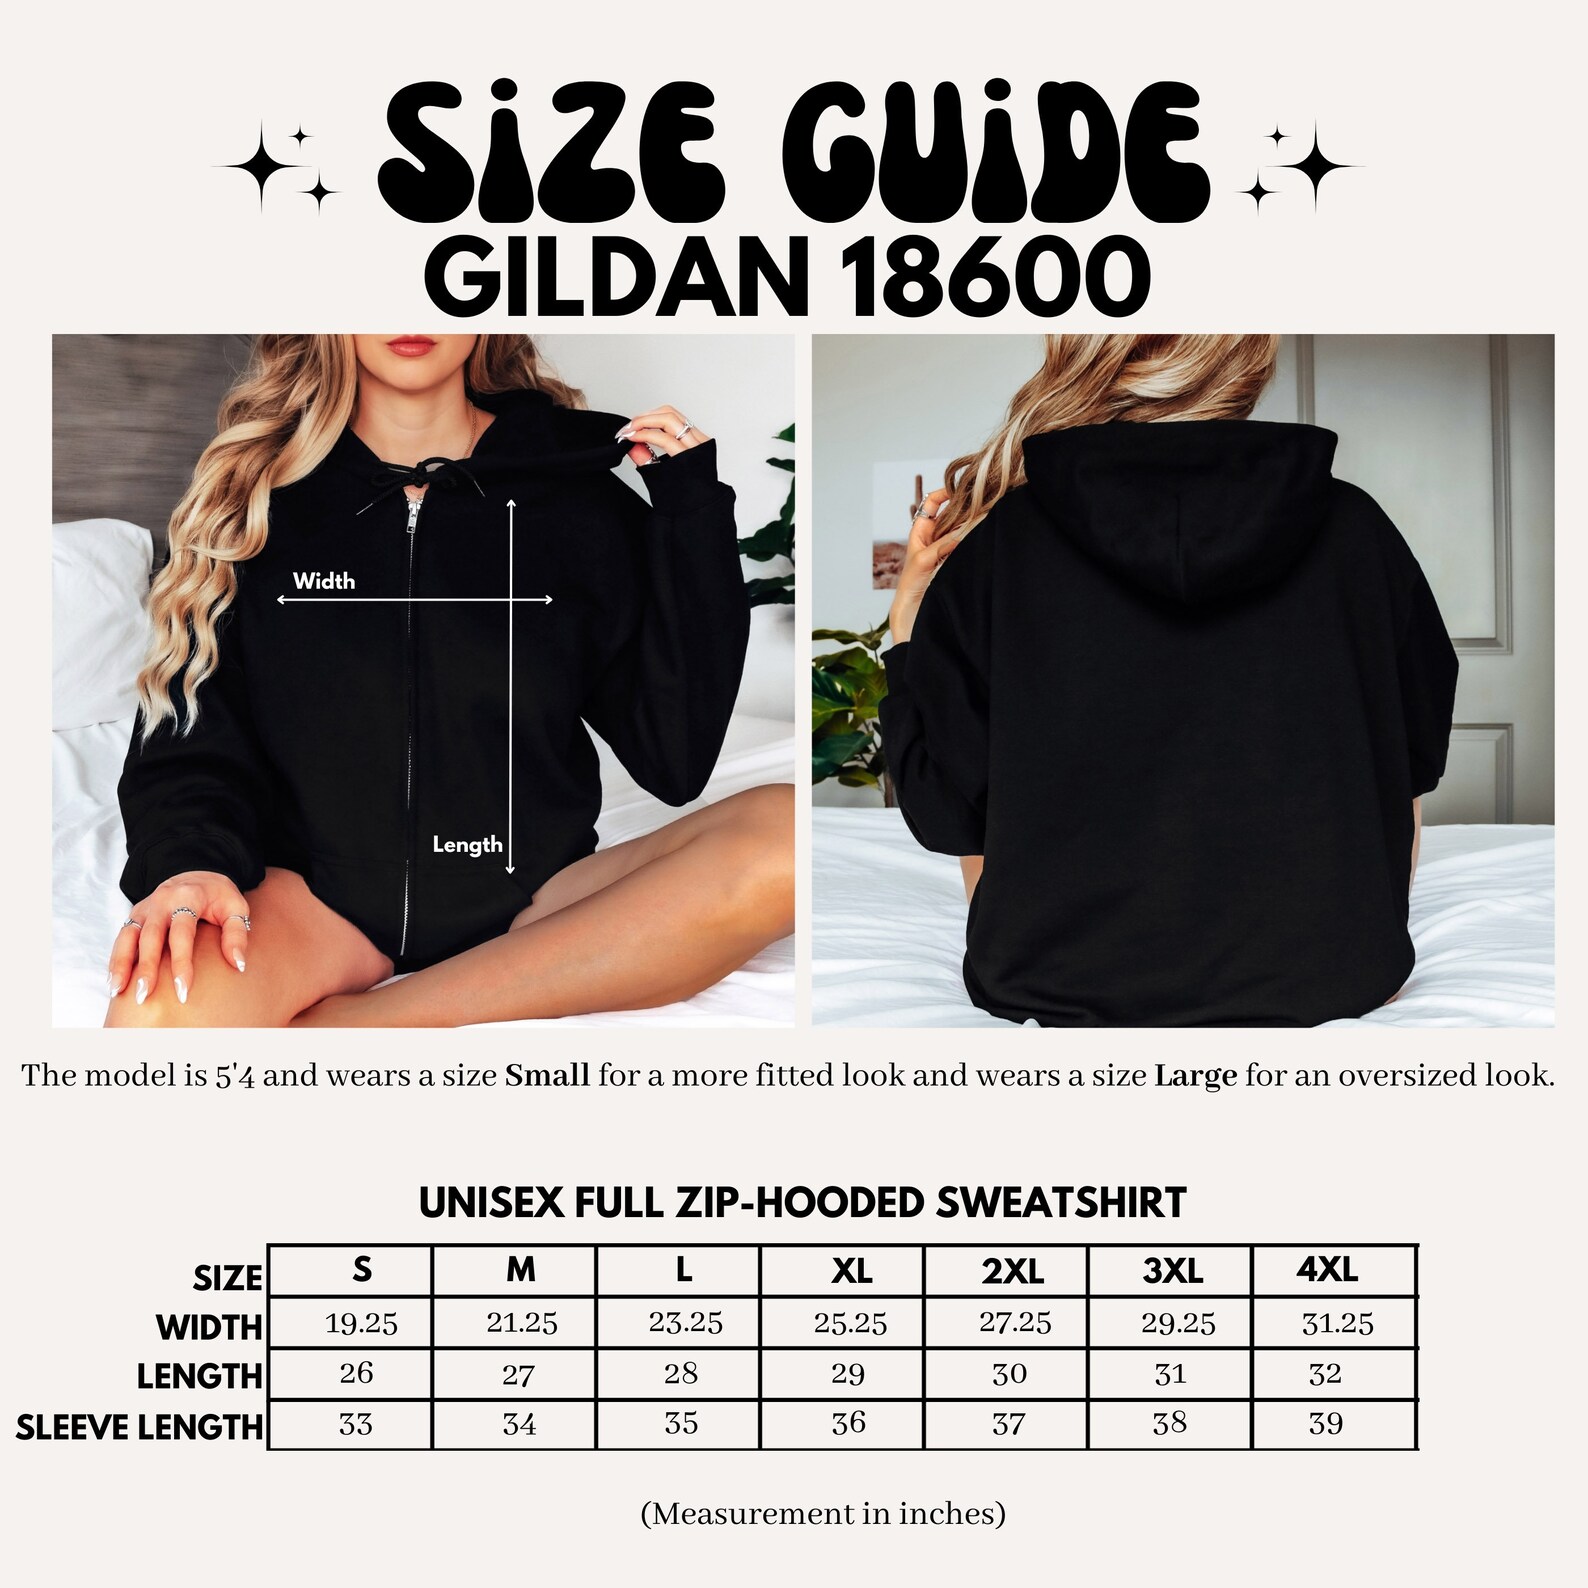 SiZE GUiDE
GILDAN 18600
Width
Length
The model is 5'4 and wears a size Small for a more fitted look and wears a size Large for an oversized look.
UNISEX FULL ZIP-HOODED SWEATSHIRT
SIZE S M L XL 2XL 3XL 4XL
WIDTH 19.25 21.25 23.25 25.25 27.25 29.25 31.25
LENGTH 26 27 28 29 30 31 32
SLEEVE LENGTH 33 34 35 36 37 38 39
(Measurement in inches)